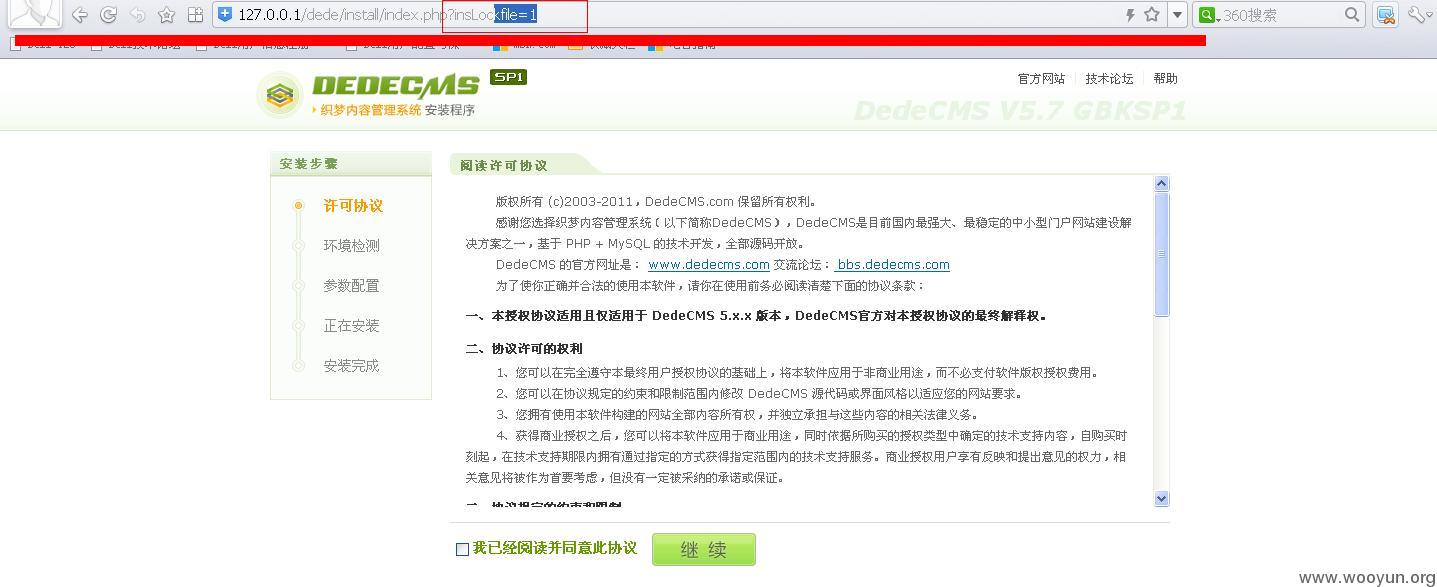 127.0.0.1/dede/install/index.php?insLockfile=1
360搜索
DEDECMS SP1
织梦内容管理系统 安装程序
官方网站 技术论坛 帮助
DedeCMS V5.7 GBKSP1
安装步骤
许可协议
环境检测
参数配置
正在安装
安装完成
阅读许可协议
版权所有 (c)2003-2011，DedeCMS.com 保留所有权利。
感谢您选择织梦内容管理系统（以下简称DedeCMS），DedeCMS是目前国内最强大、最稳定的中小型门户网站建设解
决方案之一，基于 PHP + MySQL 的技术开发，全部源码开放。
DedeCMS 的官方网址是： www.dedecms.com 交流论坛： bbs.dedecms.com
为了使你正确并合法的使用本软件，请你在使用前务必阅读清楚下面的协议条款：
一、本授权协议适用且仅适用于 DedeCMS 5.x.x 版本，DedeCMS官方对本授权协议的最终解释权。
二、协议许可的权利
1、您可以在完全遵守本最终用户授权协议的基础上，将本软件应用于非商业用途，而不必支付软件版权授权费用。
2、您可以在协议规定的约束和限制范围内修改 DedeCMS 源代码或界面风格以适应您的网站要求。
3、您拥有使用本软件构建的网站全部内容所有权，并独立承担与这些内容的相关法律义务。
4、获得商业授权之后，您可以将本软件应用于商业用途，同时依据所购买的授权类型中确定的技术支持内容，自购买时
刻起，在技术支持期限内拥有通过指定的方式获得指定范围内的技术支持服务。商业授权用户享有反映和提出意见的权力，相
关意见将被作为首要考虑，但没有一定被采纳的承诺或保证。
我已经阅读并同意此协议
继 续
www.wooyun.org